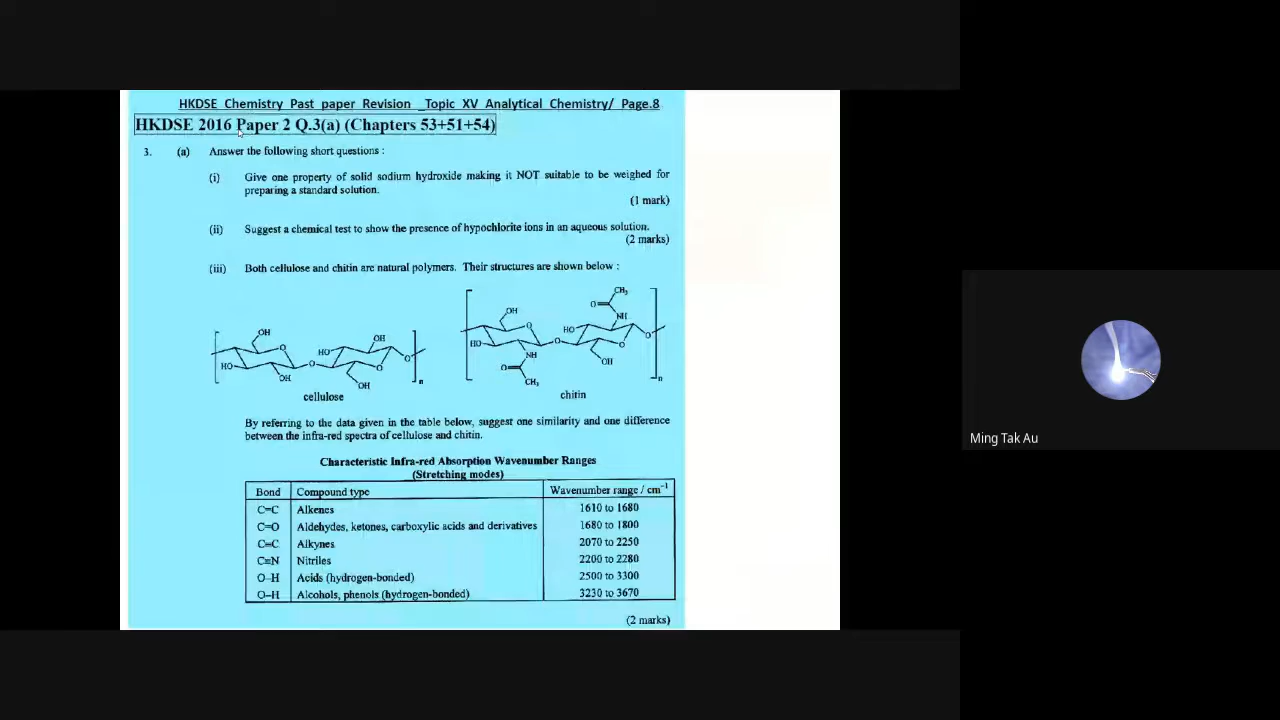 HKDSE Chemistry Past paper Revision _Topic XV Analytical Chemistry/ Page.8
HKDSE 2016 Paper 2 Q.3(a) (Chapters 53+51+54)
3. (a) Answer the following short questions :
(i) Give one property of solid sodium hydroxide making it NOT suitable to be weighed for
preparing a standard solution.
(1 mark)
(ii) Suggest a chemical test to show the presence of hypochlorite ions in an aqueous solution.
(2 marks)
(iii) Both cellulose and chitin are natural polymers. Their structures are shown below :
OH OH HO O HO O O OH OH n
cellulose
CH₃ O NH OH O HO O HO O O NH OH O CH₃ n
chitin
By referring to the data given in the table below, suggest one similarity and one difference
between the infra-red spectra of cellulose and chitin.
Characteristic Infra-red Absorption Wavenumber Ranges
(Stretching modes)
Bond Compound type Wavenumber range / cm⁻¹
C=C Alkenes 1610 to 1680
C=O Aldehydes, ketones, carboxylic acids and derivatives 1680 to 1800
C≡C Alkynes 2070 to 2250
C≡N Nitriles 2200 to 2280
O–H Acids (hydrogen-bonded) 2500 to 3300
O–H Alcohols, phenols (hydrogen-bonded) 3230 to 3670
(2 marks)
Ming Tak Au